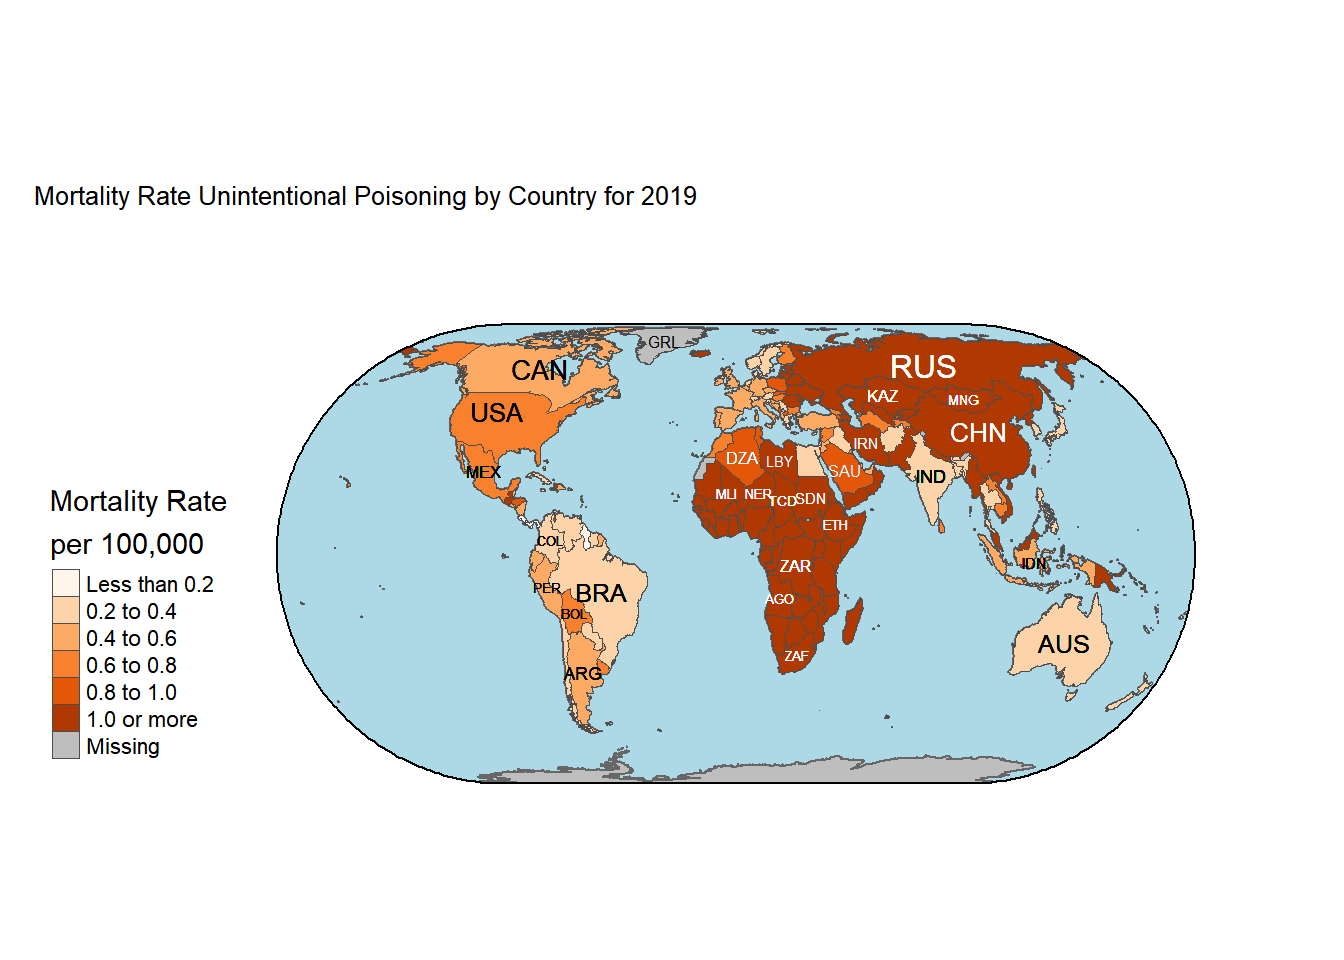 Mortality Rate Unintentional Poisoning by Country for 2019
GRL
RUS
CAN
KAZ
MNG
USA
CHN
IRN
DZA
LBY
SAU
MEX
IND
MLI
NER
TCD
SDN
ETH
COL
IDN
ZAR
PER
BRA
AGO
BOL
AUS
ZAF
ARG
Mortality Rate
per 100,000
Less than 0.2
0.2 to 0.4
0.4 to 0.6
0.6 to 0.8
0.8 to 1.0
1.0 or more
Missing